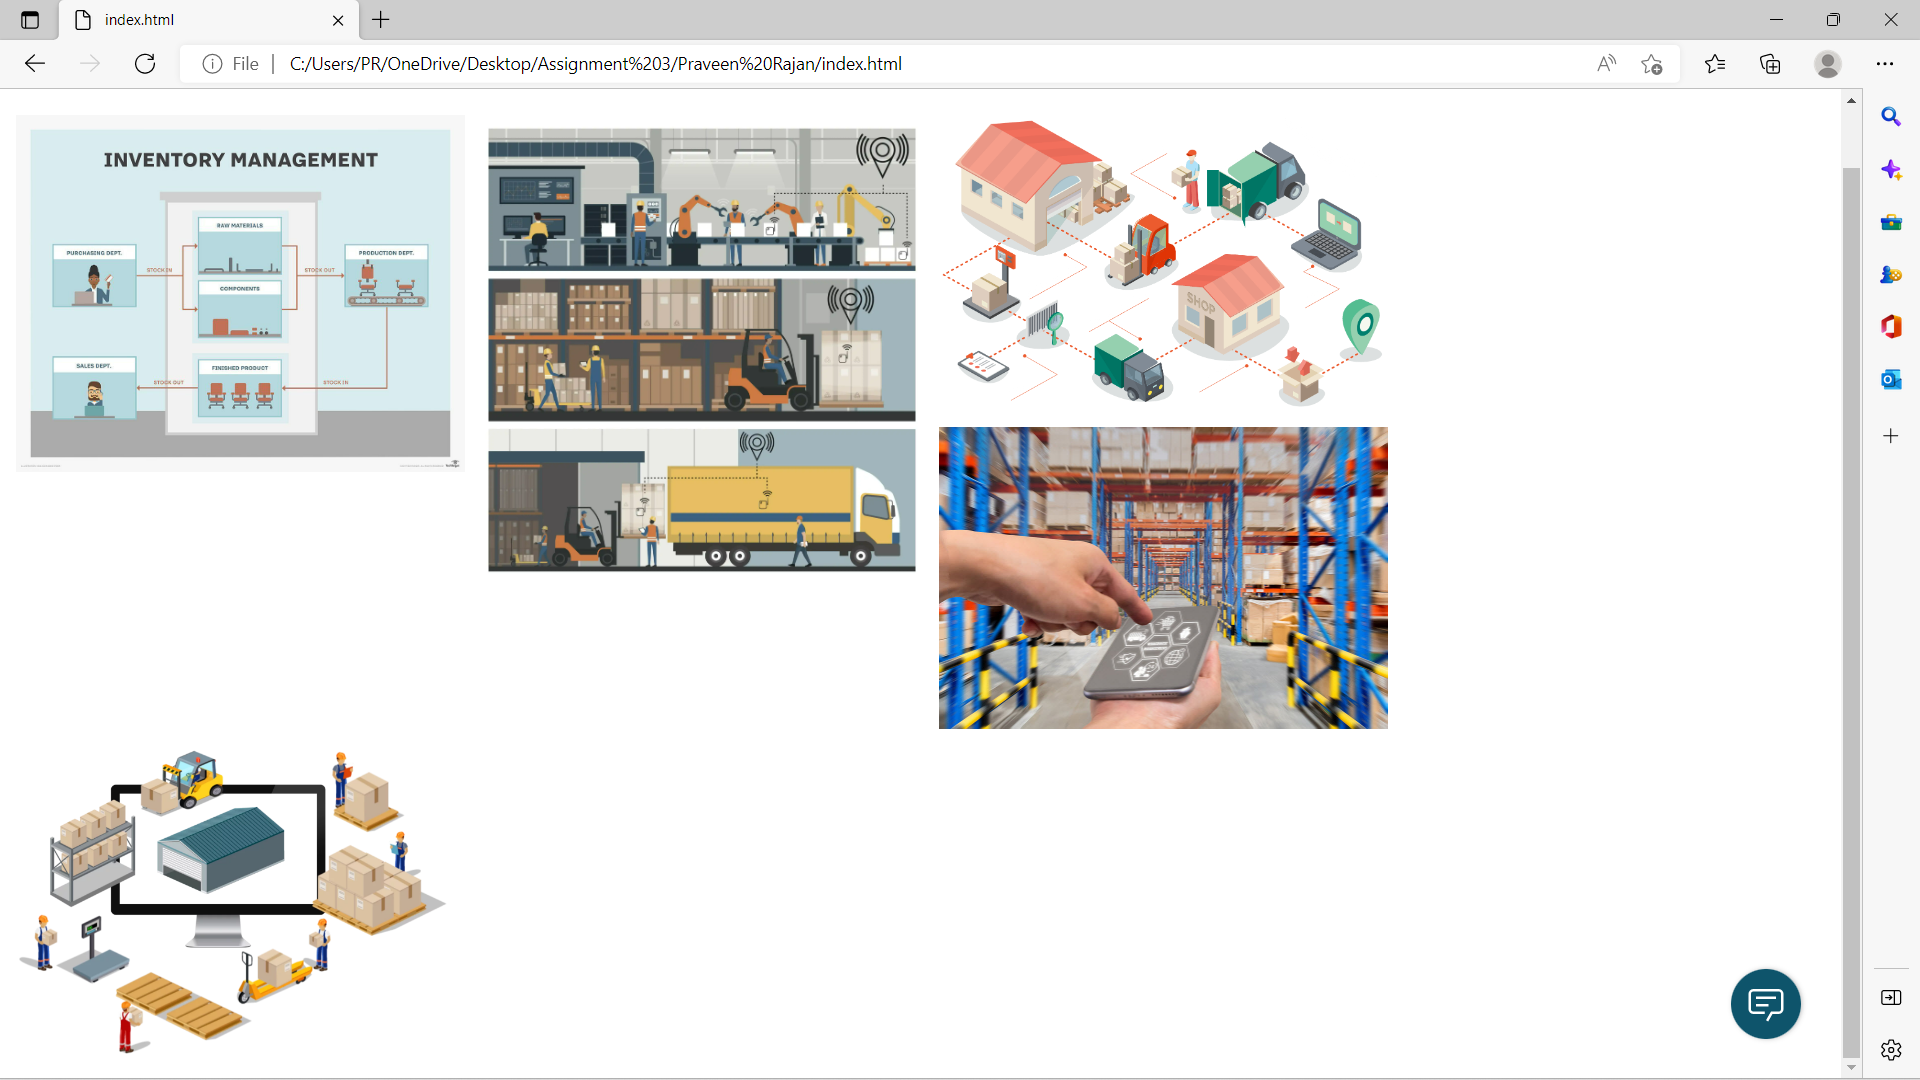 index.html
File
C:/Users/PR/OneDrive/Desktop/Assignment%203/Praveen%20Rajan/index.html
INVENTORY MANAGEMENT
RAW MATERIALS
PURCHASING DEPT.
PRODUCTION DEPT.
STOCK IN
STOCK OUT
COMPONENTS
SALES DEPT.
FINISHED PRODUCT
STOCK OUT
STOCK IN
SHOP